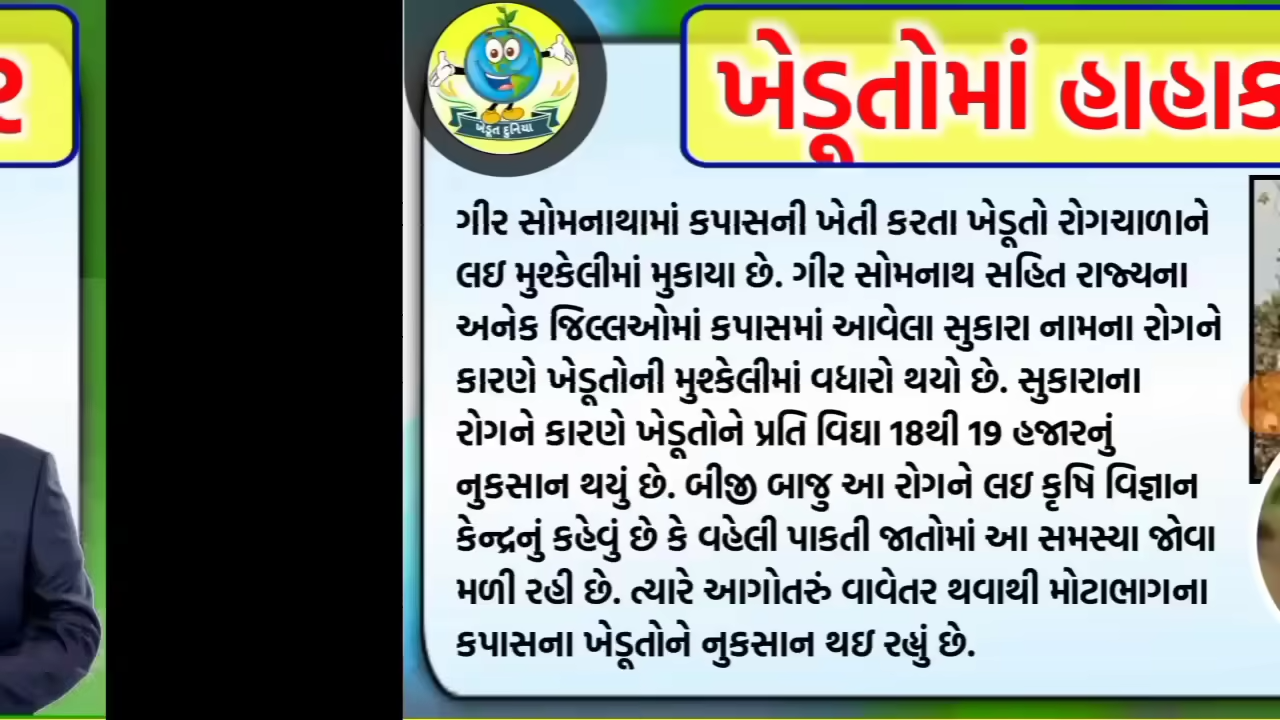 ર
ખેડૂત દુનિયા
ખેડૂતોમાં હાહાક
ગીર સોમનાથામાં કપાસની ખેતી કરતા ખેડૂતો રોગચાળાને
લઇ મુશ્કેલીમાં મુકાયા છે. ગીર સોમનાથ સહિત રાજ્યના
અનેક જિલ્લઓમાં કપાસમાં આવેલા સુકારા નામના રોગને
કારણે ખેડૂતોની મુશ્કેલીમાં વધારો થયો છે. સુકારાના
રોગને કારણે ખેડૂતોને પ્રતિ વિઘા 18થી 19 હજારનું
નુકસાન થયું છે. બીજી બાજુ આ રોગને લઇ કૃષિ વિજ્ઞાન
કેન્દ્રનું કહેવું છે કે વહેલી પાકતી જાતોમાં આ સમસ્યા જોવા
મળી રહી છે. ત્યારે આગોતરું વાવેતર થવાથી મોટાભાગના
કપાસના ખેડૂતોને નુકસાન થઇ રહ્યું છે.